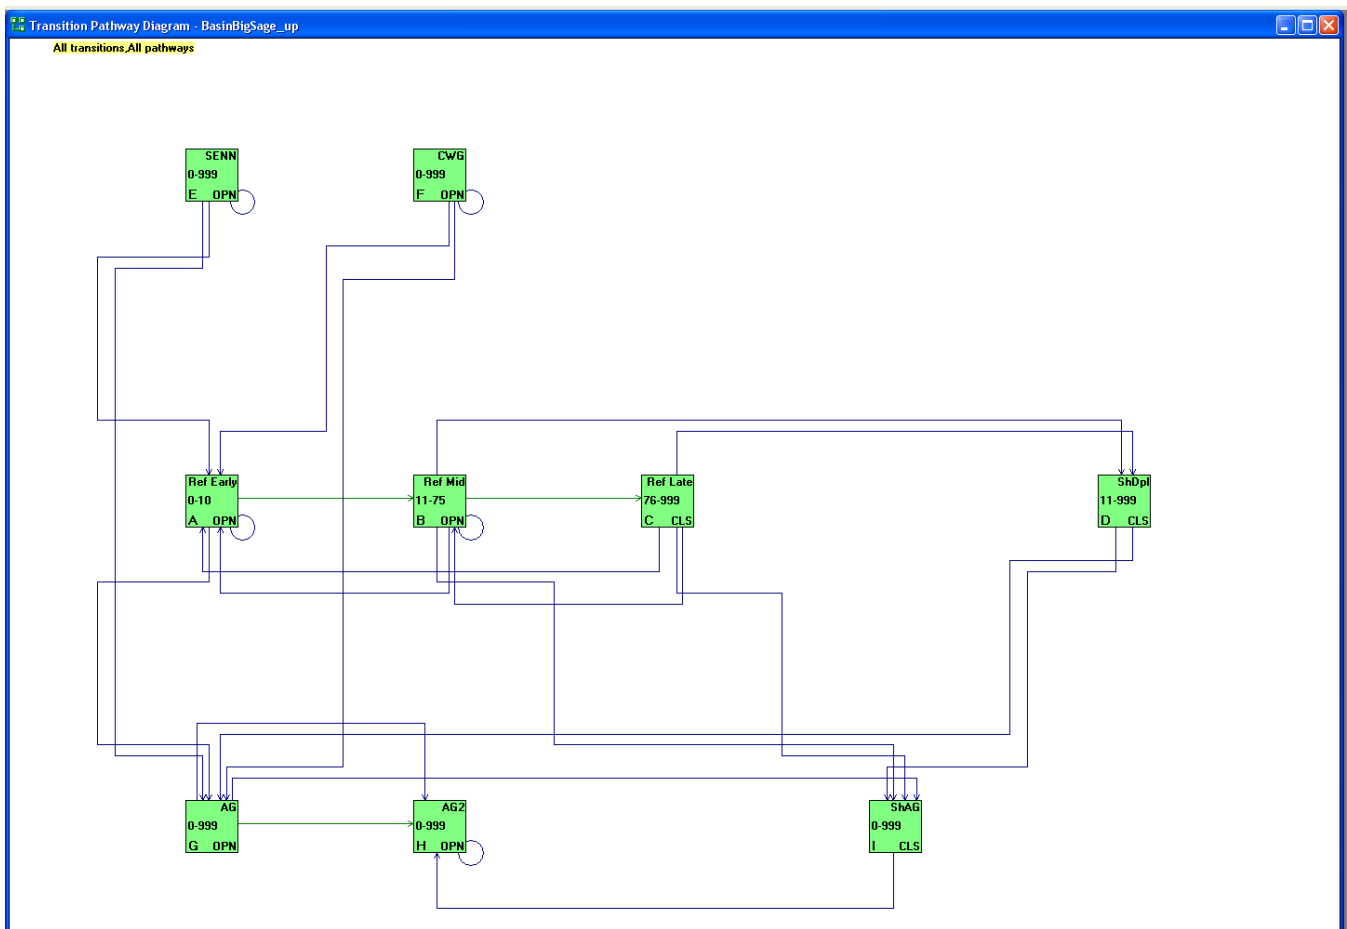 Transition Pathway Diagram - BasinBigSage_up
All transitions,All pathways
SENN
0-999
E OPN
CWG
0-999
F OPN
Ref Early
0-10
A OPN
Ref Mid
11-75
B OPN
Ref Late
76-999
C CLS
ShDpl
11-999
D CLS
AG
0-999
G OPN
AG2
0-999
H OPN
ShAG
0-999
I CLS